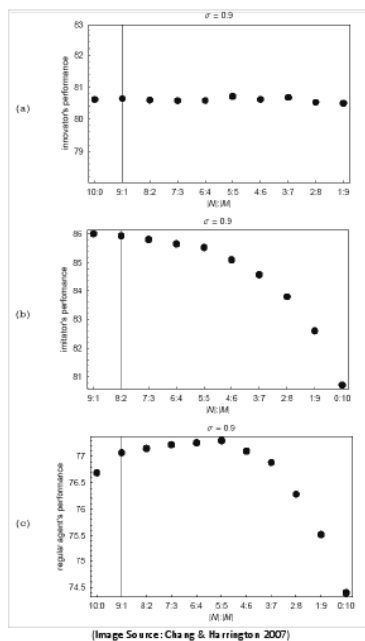 σ = 0.9
(a)
innovator's performance
82
81
80
79
10:0 9:1 8:2 7:3 6:4 5:5 4:6 3:7 2:8 1:9
|N|:|M|
σ = 0.9
(b)
imitator's performance
86
85
84
83
82
81
9:1 8:2 7:3 6:4 5:5 4:6 3:7 2:8 1:9 0:10
|N|:|M|
σ = 0.9
(c)
regular agent's performance
77
76.5
76
75.5
75
74.5
10:0 9:1 8:2 7:3 6:4 5:5 4:6 3:7 2:8 1:9 0:10
|N|:|M|
(Image Source: Chang & Harrington 2007)